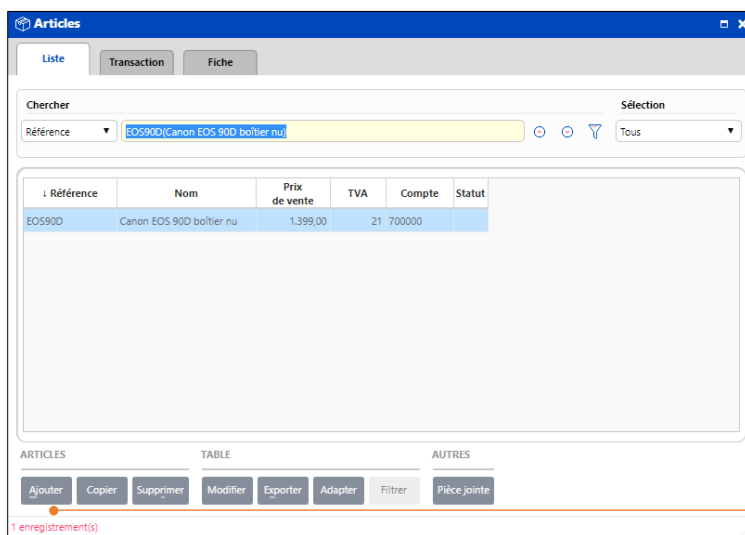 Articles
Liste
Transaction
Fiche
Chercher
Sélection
Référence
EOS90D(Canon EOS 90D boîtier nu)
Tous
↓ Référence
Nom
Prix
de vente
TVA
Compte
Statut
EOS90D
Canon EOS 90D boîtier nu
1.399,00
21
700000
ARTICLES
TABLE
AUTRES
Ajouter
Copier
Supprimer
Modifier
Exporter
Adapter
Filtrer
Pièce jointe
1 enregistrement(s)